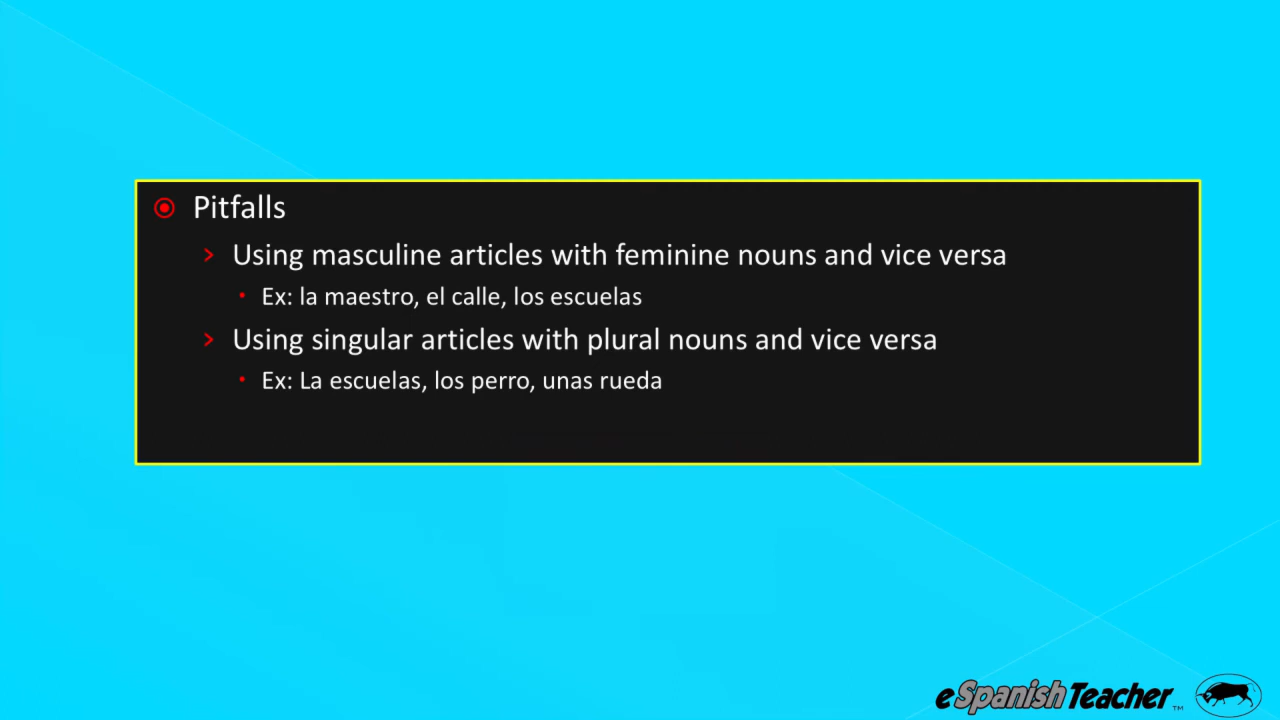 Pitfalls
Using masculine articles with feminine nouns and vice versa
Ex: la maestro, el calle, los escuelas
Using singular articles with plural nouns and vice versa
Ex: La escuelas, los perro, unas rueda
eSpanishTeacher™